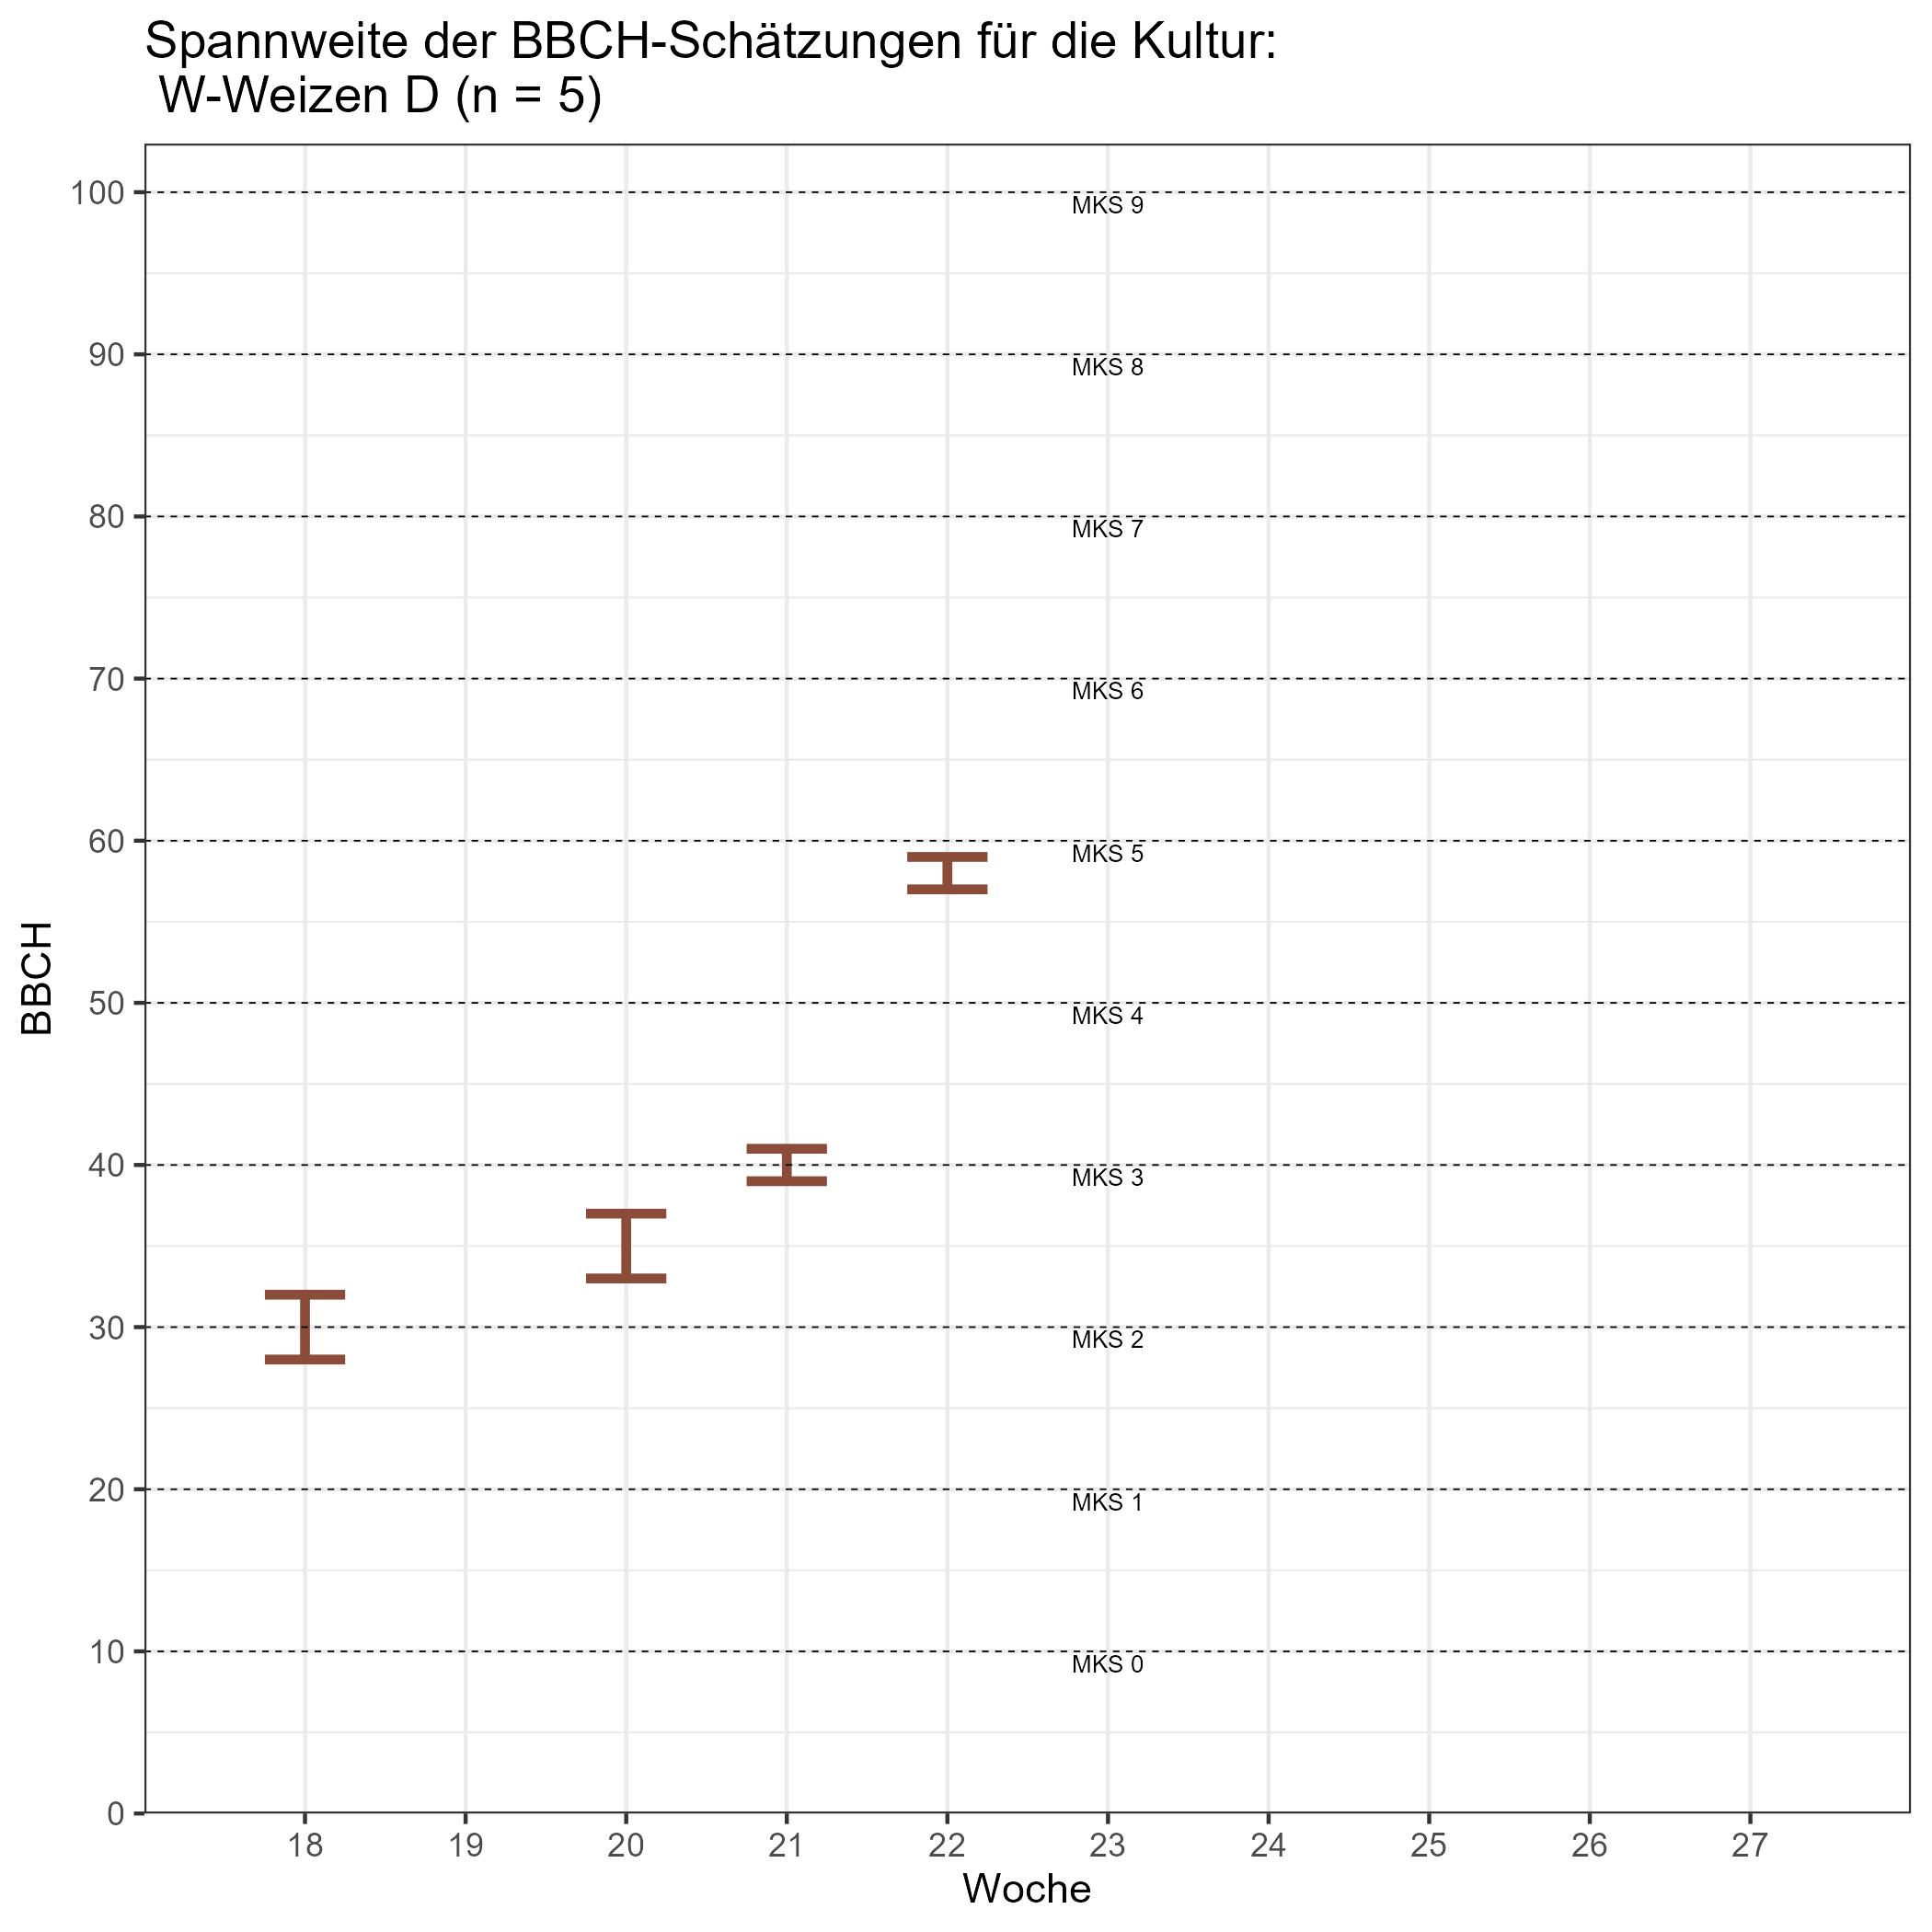 Spannweite der BBCH-Schätzungen für die Kultur:
W-Weizen D (n = 5)
100
MKS 9
90
MKS 8
80
MKS 7
70
MKS 6
60
MKS 5
BBCH
50
MKS 4
40
MKS 3
30
MKS 2
20
MKS 1
10
MKS 0
0
18 19 20 21 22 23 24 25 26 27
Woche